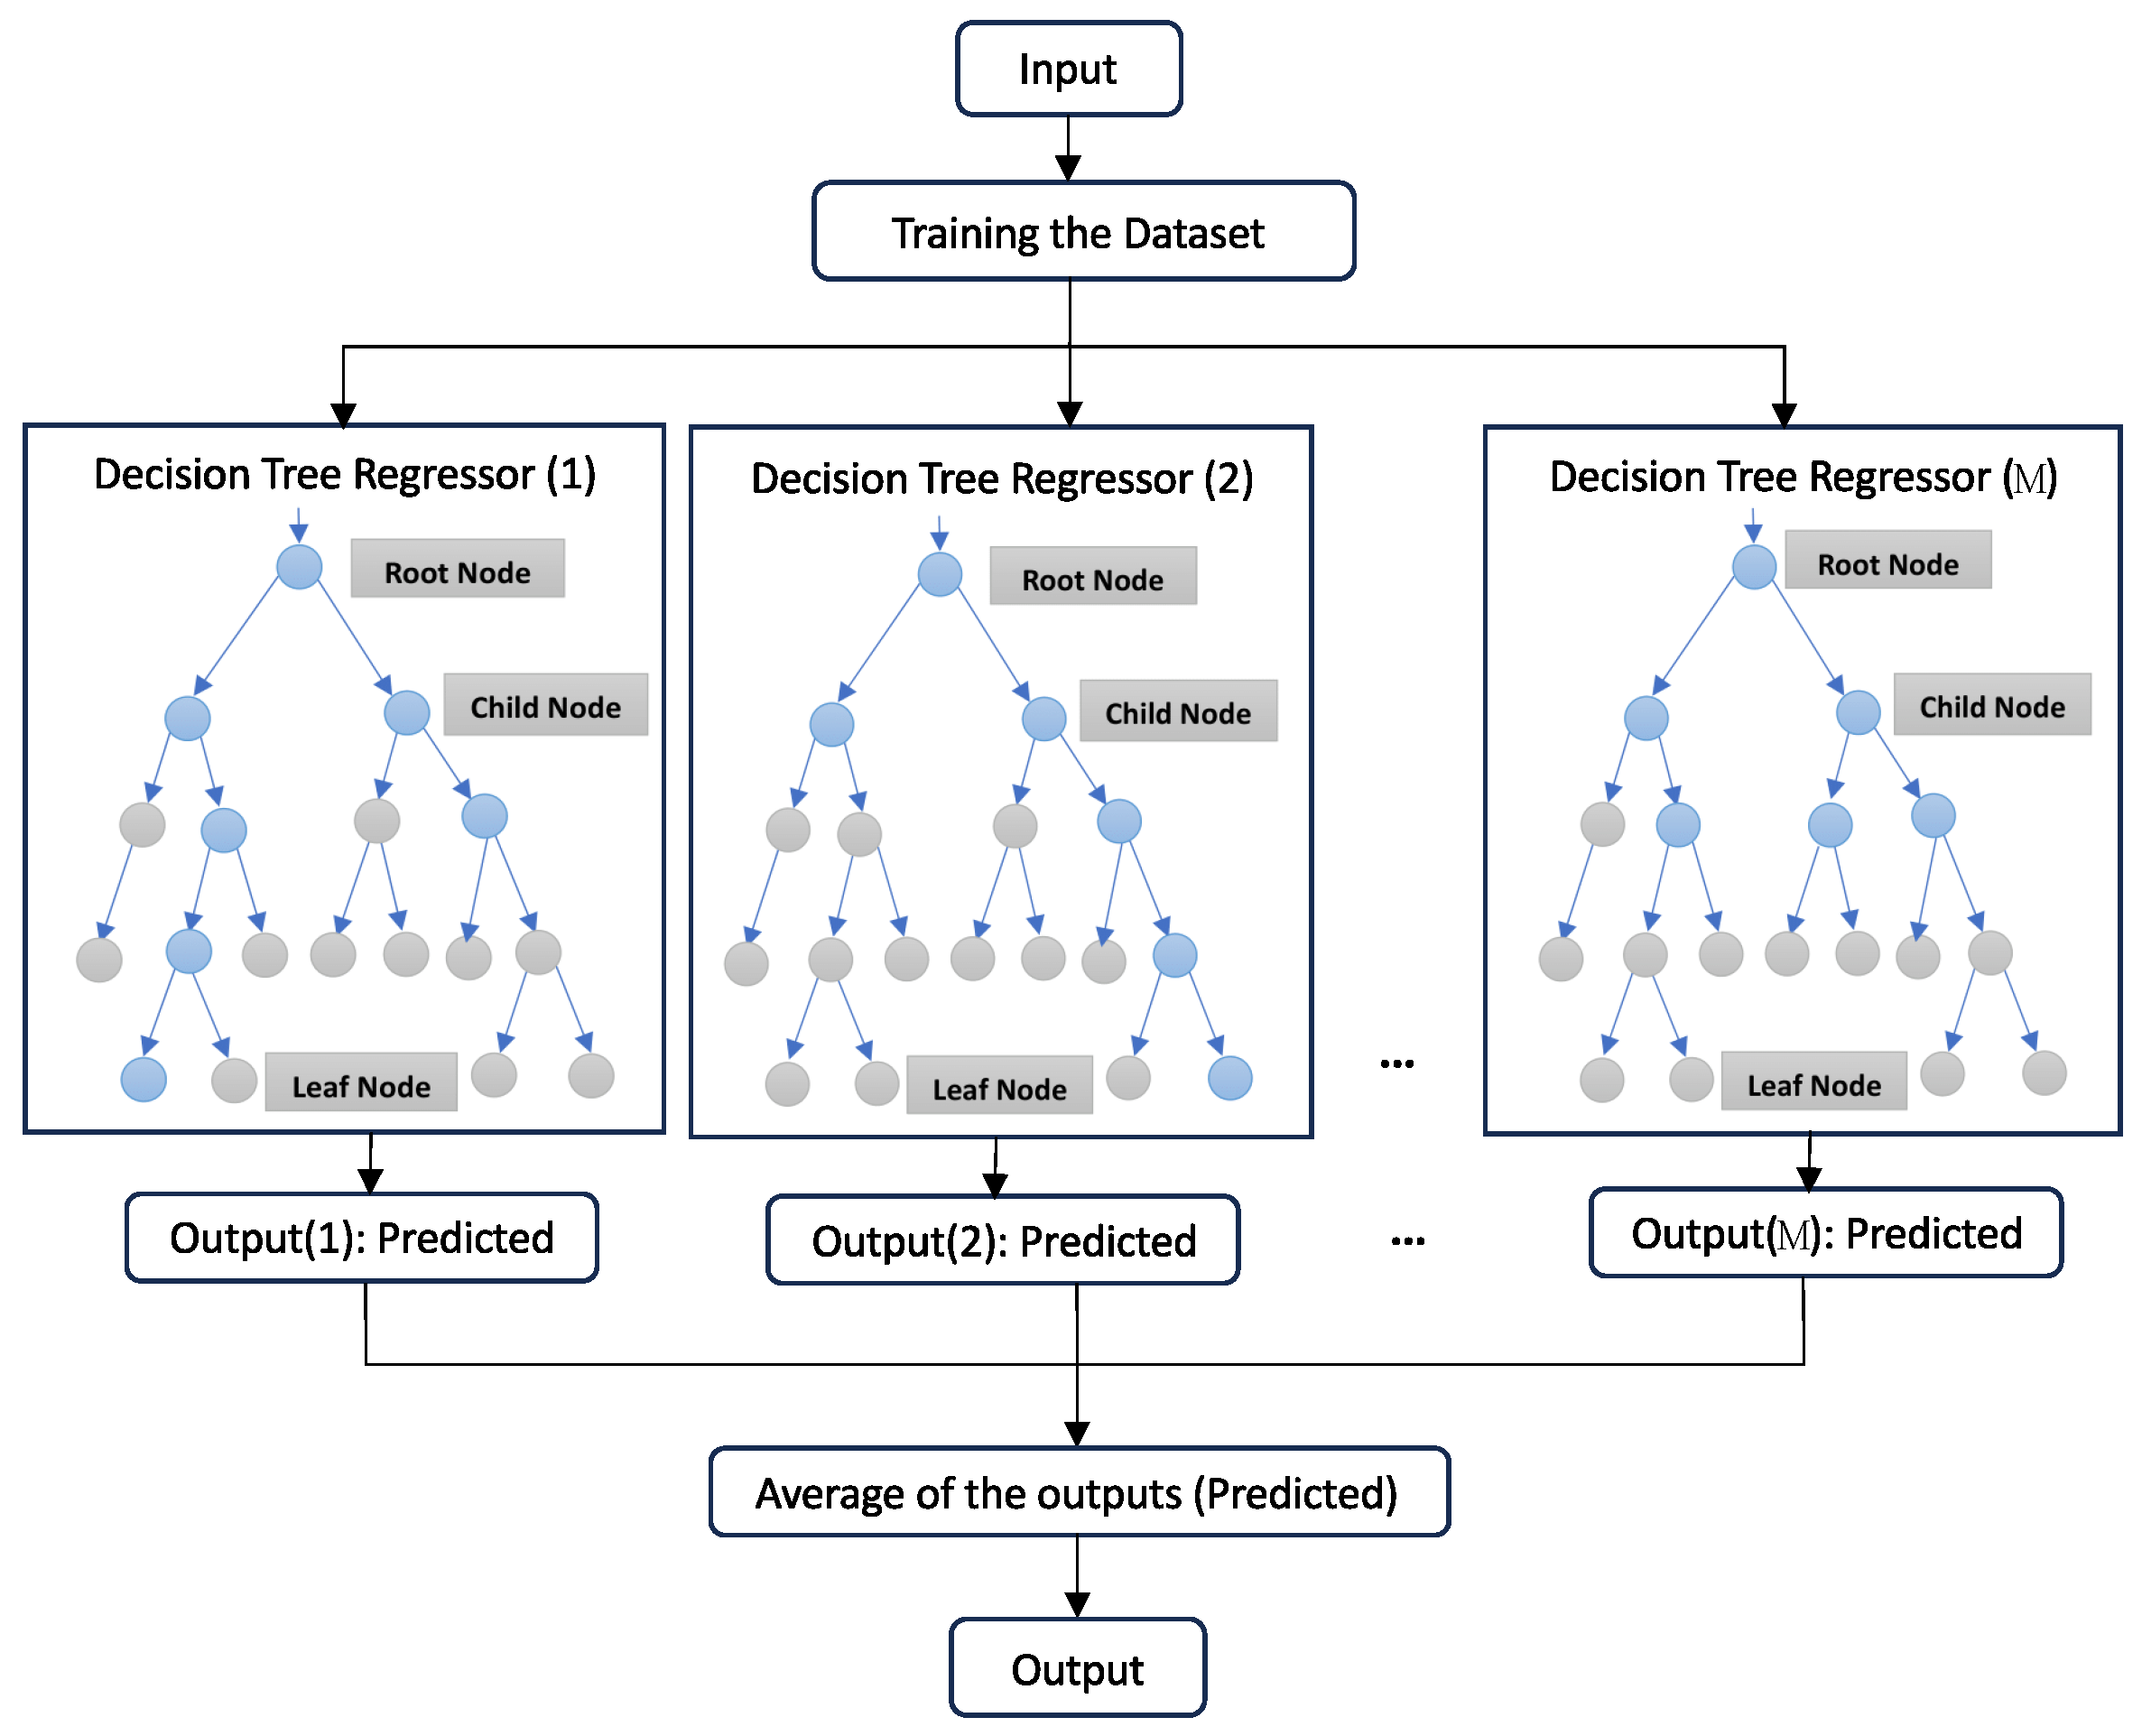 Input
Training the Dataset
Decision Tree Regressor (1)
Root Node
Child Node
Leaf Node
Decision Tree Regressor (2)
Root Node
Child Node
Leaf Node
...
Decision Tree Regressor (M)
Root Node
Child Node
Leaf Node
Output(1): Predicted
Output(2): Predicted
...
Output(M): Predicted
Average of the outputs (Predicted)
Output